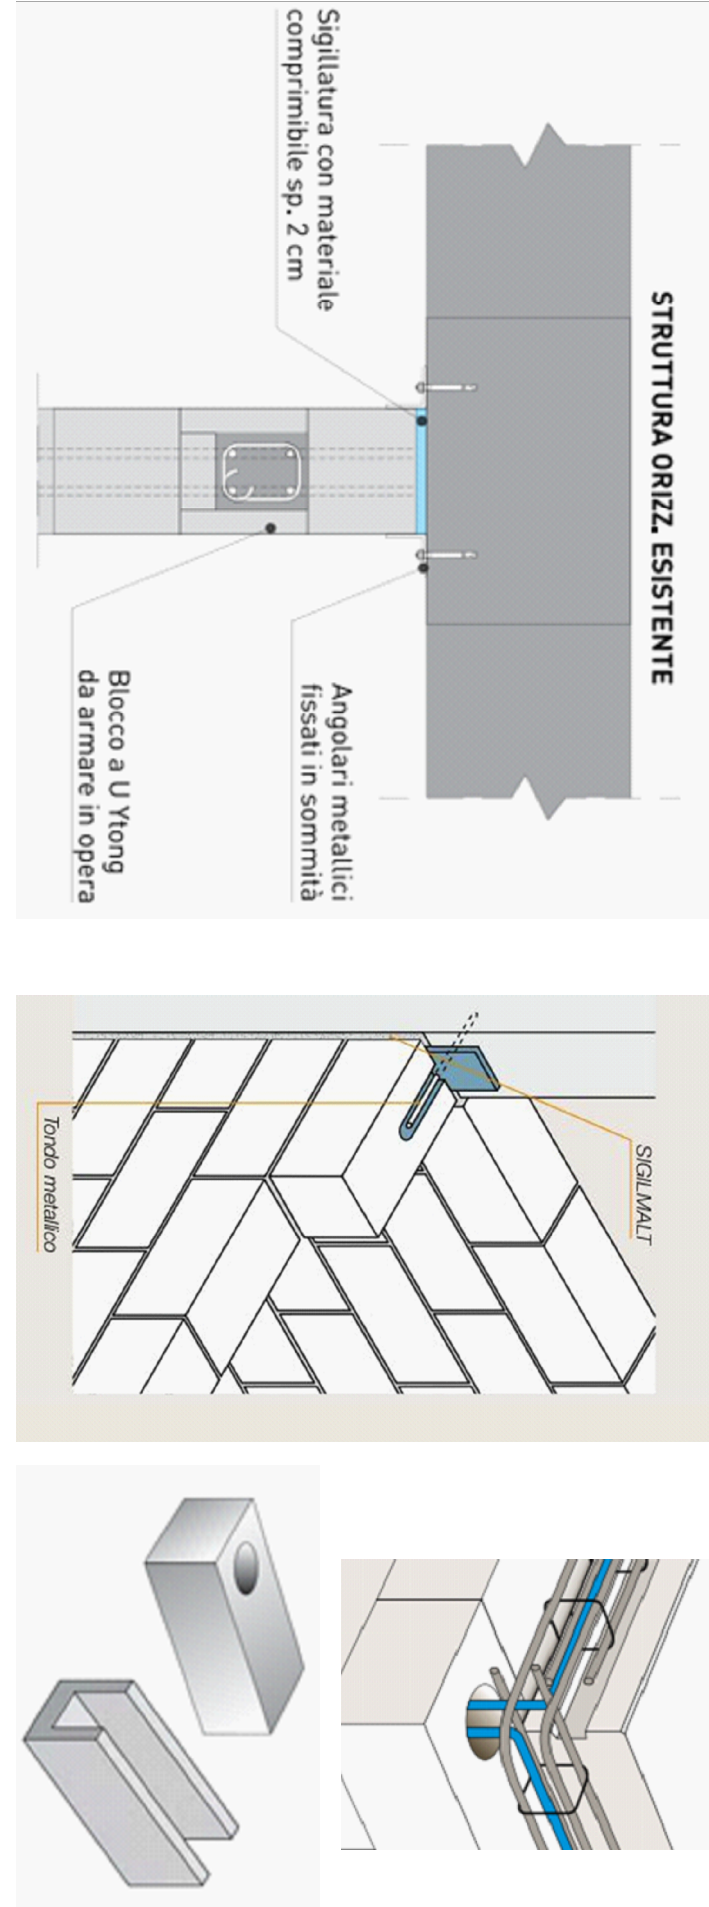 STRUTTURA ORIZZ. ESISTENTE
Sigillatura con materiale
comprimibile sp. 2 cm
Angolari metallici
fissati in sommità
Blocco a U Ytong
da armare in opera
SIGILMALT
Tondo metallico